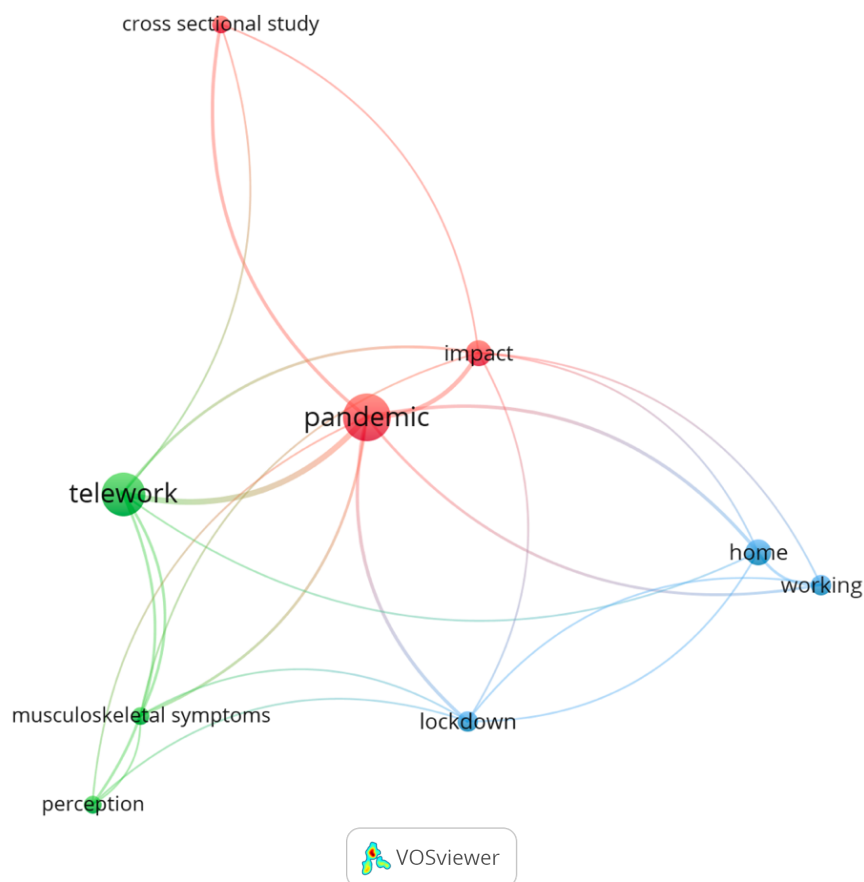 cross sectional study
impact
pandemic
telework
home
working
musculoskeletal symptoms
lockdown
perception
VOSviewer